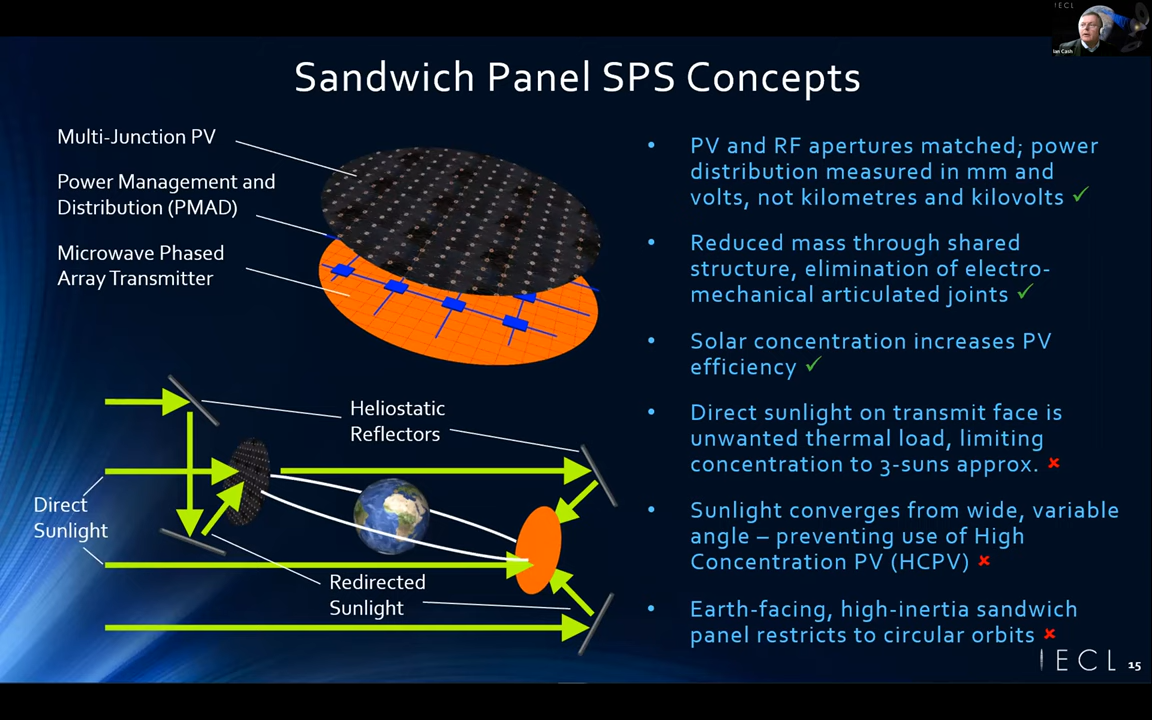 IECL
Ian Cash
Sandwich Panel SPS Concepts
Multi-Junction PV
Power Management and
Distribution (PMAD)
Microwave Phased
Array Transmitter
Heliostatic
Reflectors
Direct
Sunlight
Redirected
Sunlight
• PV and RF apertures matched; power
distribution measured in mm and
volts, not kilometres and kilovolts ✓
• Reduced mass through shared
structure, elimination of electro-
mechanical articulated joints ✓
• Solar concentration increases PV
efficiency ✓
• Direct sunlight on transmit face is
unwanted thermal load, limiting
concentration to 3-suns approx. ✘
• Sunlight converges from wide, variable
angle – preventing use of High
Concentration PV (HCPV) ✘
• Earth-facing, high-inertia sandwich
panel restricts to circular orbits ✘
IECL 15